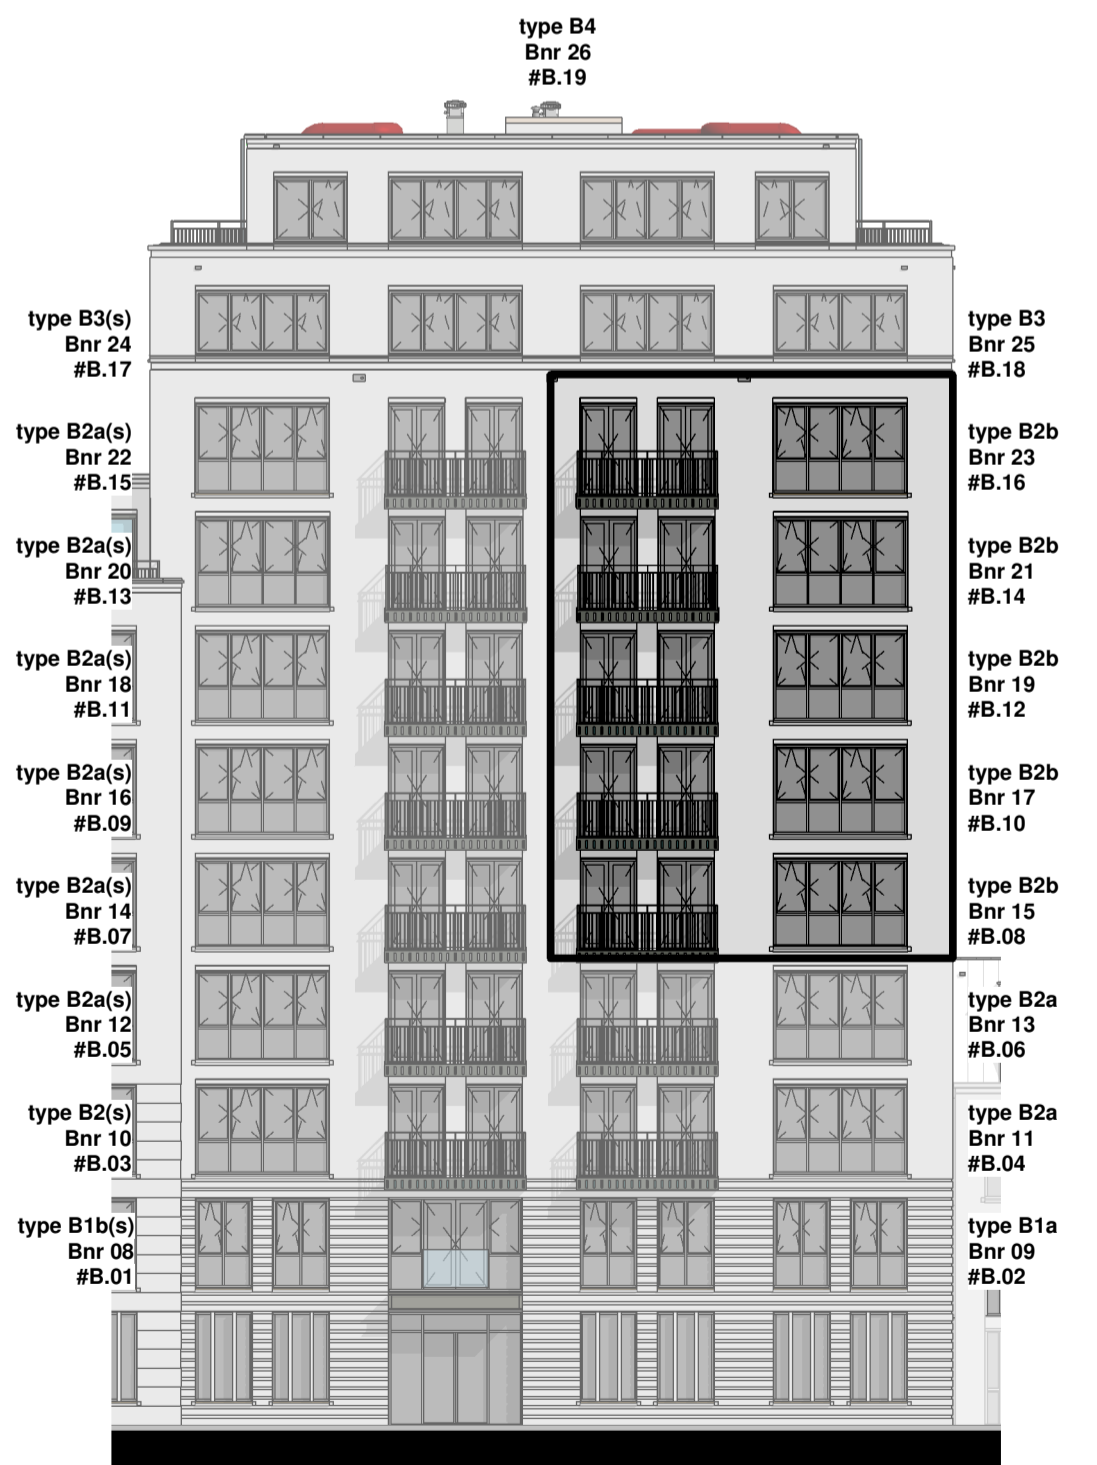 type B4
Bnr 26
#B.19
type B3(s)
Bnr 24
#B.17
type B3
Bnr 25
#B.18
type B2a(s)
Bnr 22
#B.15
type B2b
Bnr 23
#B.16
type B2a(s)
Bnr 20
#B.13
type B2b
Bnr 21
#B.14
type B2a(s)
Bnr 18
#B.11
type B2b
Bnr 19
#B.12
type B2a(s)
Bnr 16
#B.09
type B2b
Bnr 17
#B.10
type B2a(s)
Bnr 14
#B.07
type B2b
Bnr 15
#B.08
type B2a(s)
Bnr 12
#B.05
type B2a
Bnr 13
#B.06
type B2(s)
Bnr 10
#B.03
type B2a
Bnr 11
#B.04
type B1b(s)
Bnr 08
#B.01
type B1a
Bnr 09
#B.02